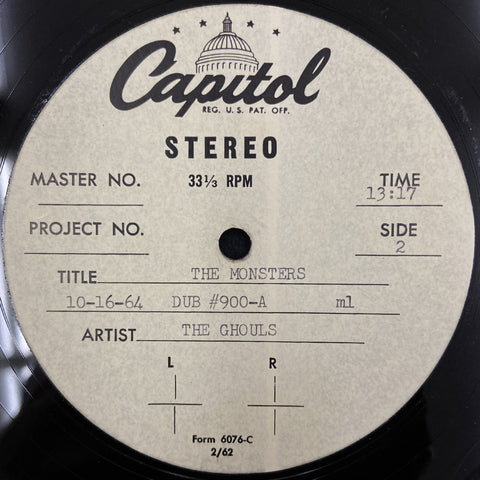 Capitol
REG. U.S. PAT. OFF.
STEREO
MASTER NO. 33⅓ RPM TIME
13:17
PROJECT NO. SIDE
2
TITLE THE MONSTERS
10-16-64 DUB #900-A ml
ARTIST THE GHOULS
L R
Form 6076-C
2/62